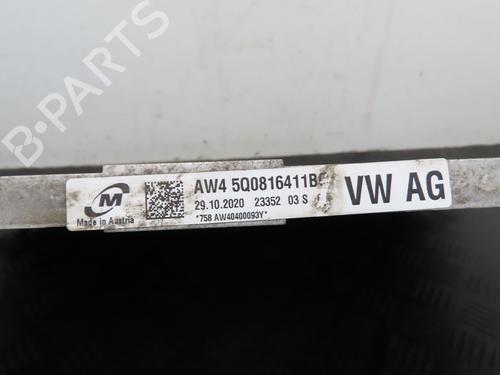 B-PARTS
AW4 5Q0816411B
VW AG
29.10.2020 23352 03 S
*758 AW40400093Y*
M
Made in Austria